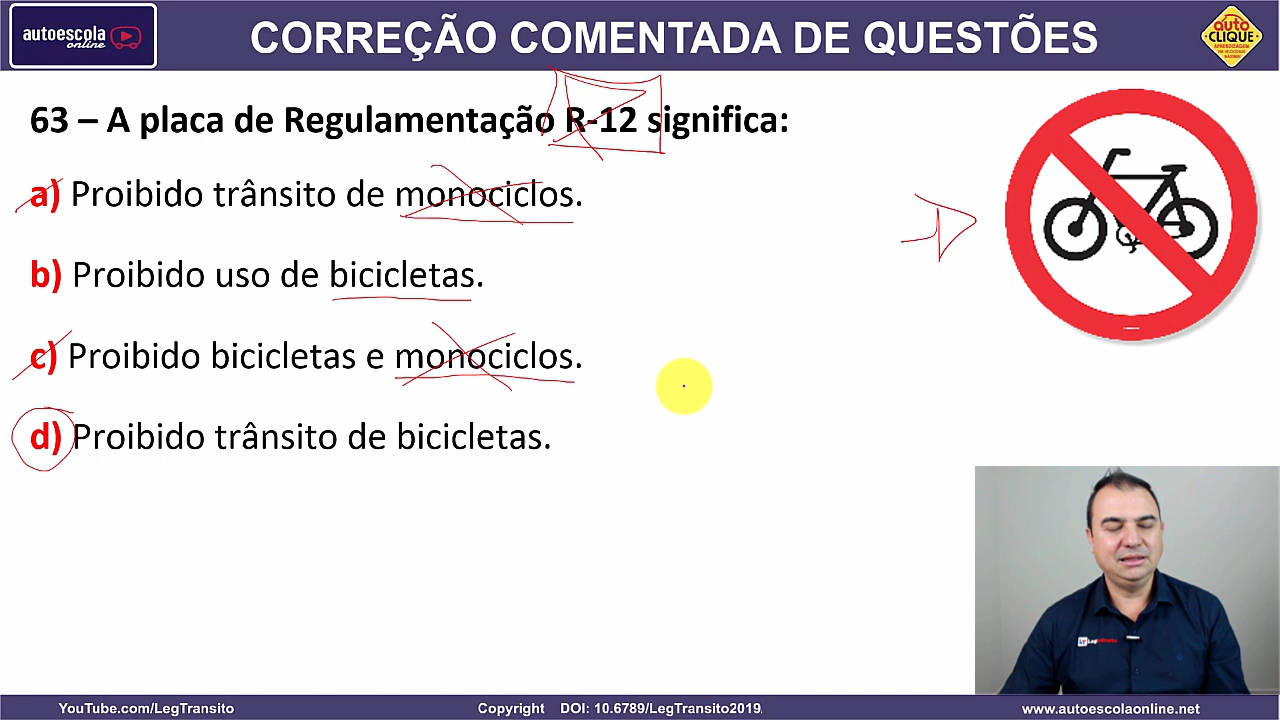 autoescola
online
CORREÇÃO COMENTADA DE QUESTÕES
auto
CLIQUE
63 – A placa de Regulamentação R-12 significa:
a) Proibido trânsito de monociclos.
b) Proibido uso de bicicletas.
c) Proibido bicicletas e monociclos.
d) Proibido trânsito de bicicletas.
YouTube.com/LegTransito
Copyright DOI: 10.6789/LegTransito2019.
www.autoescolaonline.net